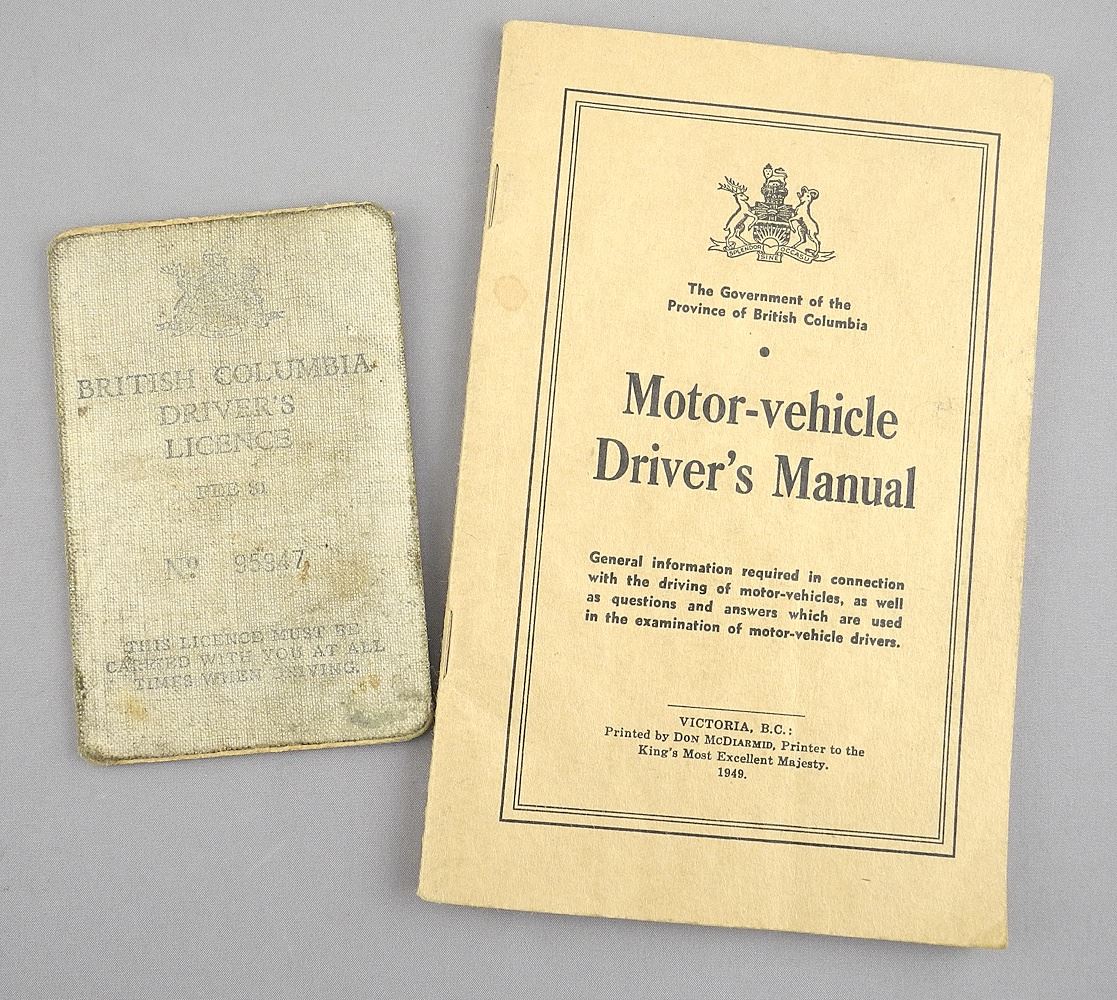 BRITISH COLUMBIA
DRIVER'S
LICENCE
FEE $1
No 95847
THIS LICENCE MUST BE
CARRIED WITH YOU AT ALL
TIMES WHEN DRIVING.
SPLENDOR SINE OCCASU
The Government of the
Province of British Columbia
Motor-vehicle
Driver's Manual
General information required in connection
with the driving of motor-vehicles, as well
as questions and answers which are used
in the examination of motor-vehicle drivers.
VICTORIA, B.C.:
Printed by DON MCDIARMID, Printer to the
King's Most Excellent Majesty.
1949.